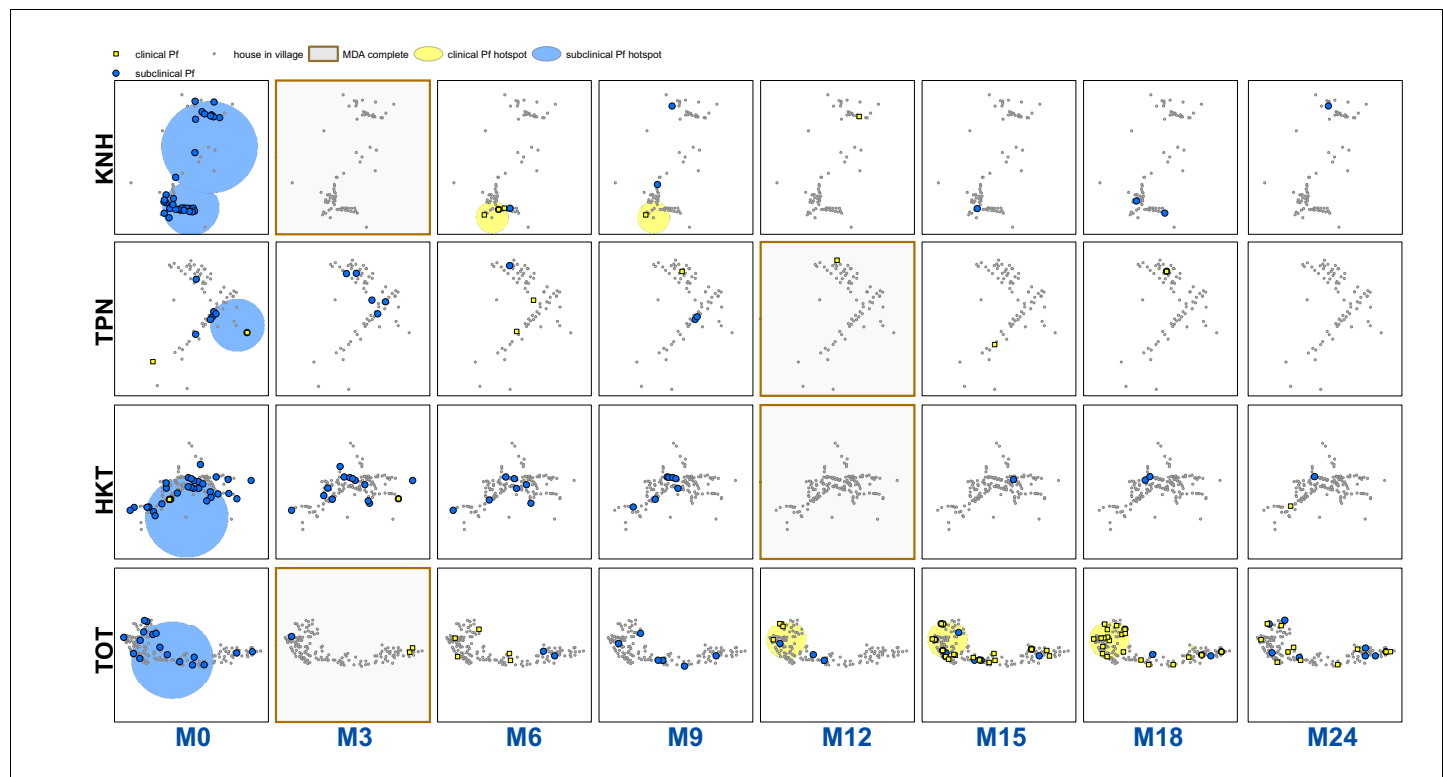 clinical Pf house in village MDA complete clinical Pf hotspot subclinical Pf hotspot
subclinical Pf
KNH
TPN
HKT
TOT
M0 M3 M6 M9 M12 M15 M18 M24